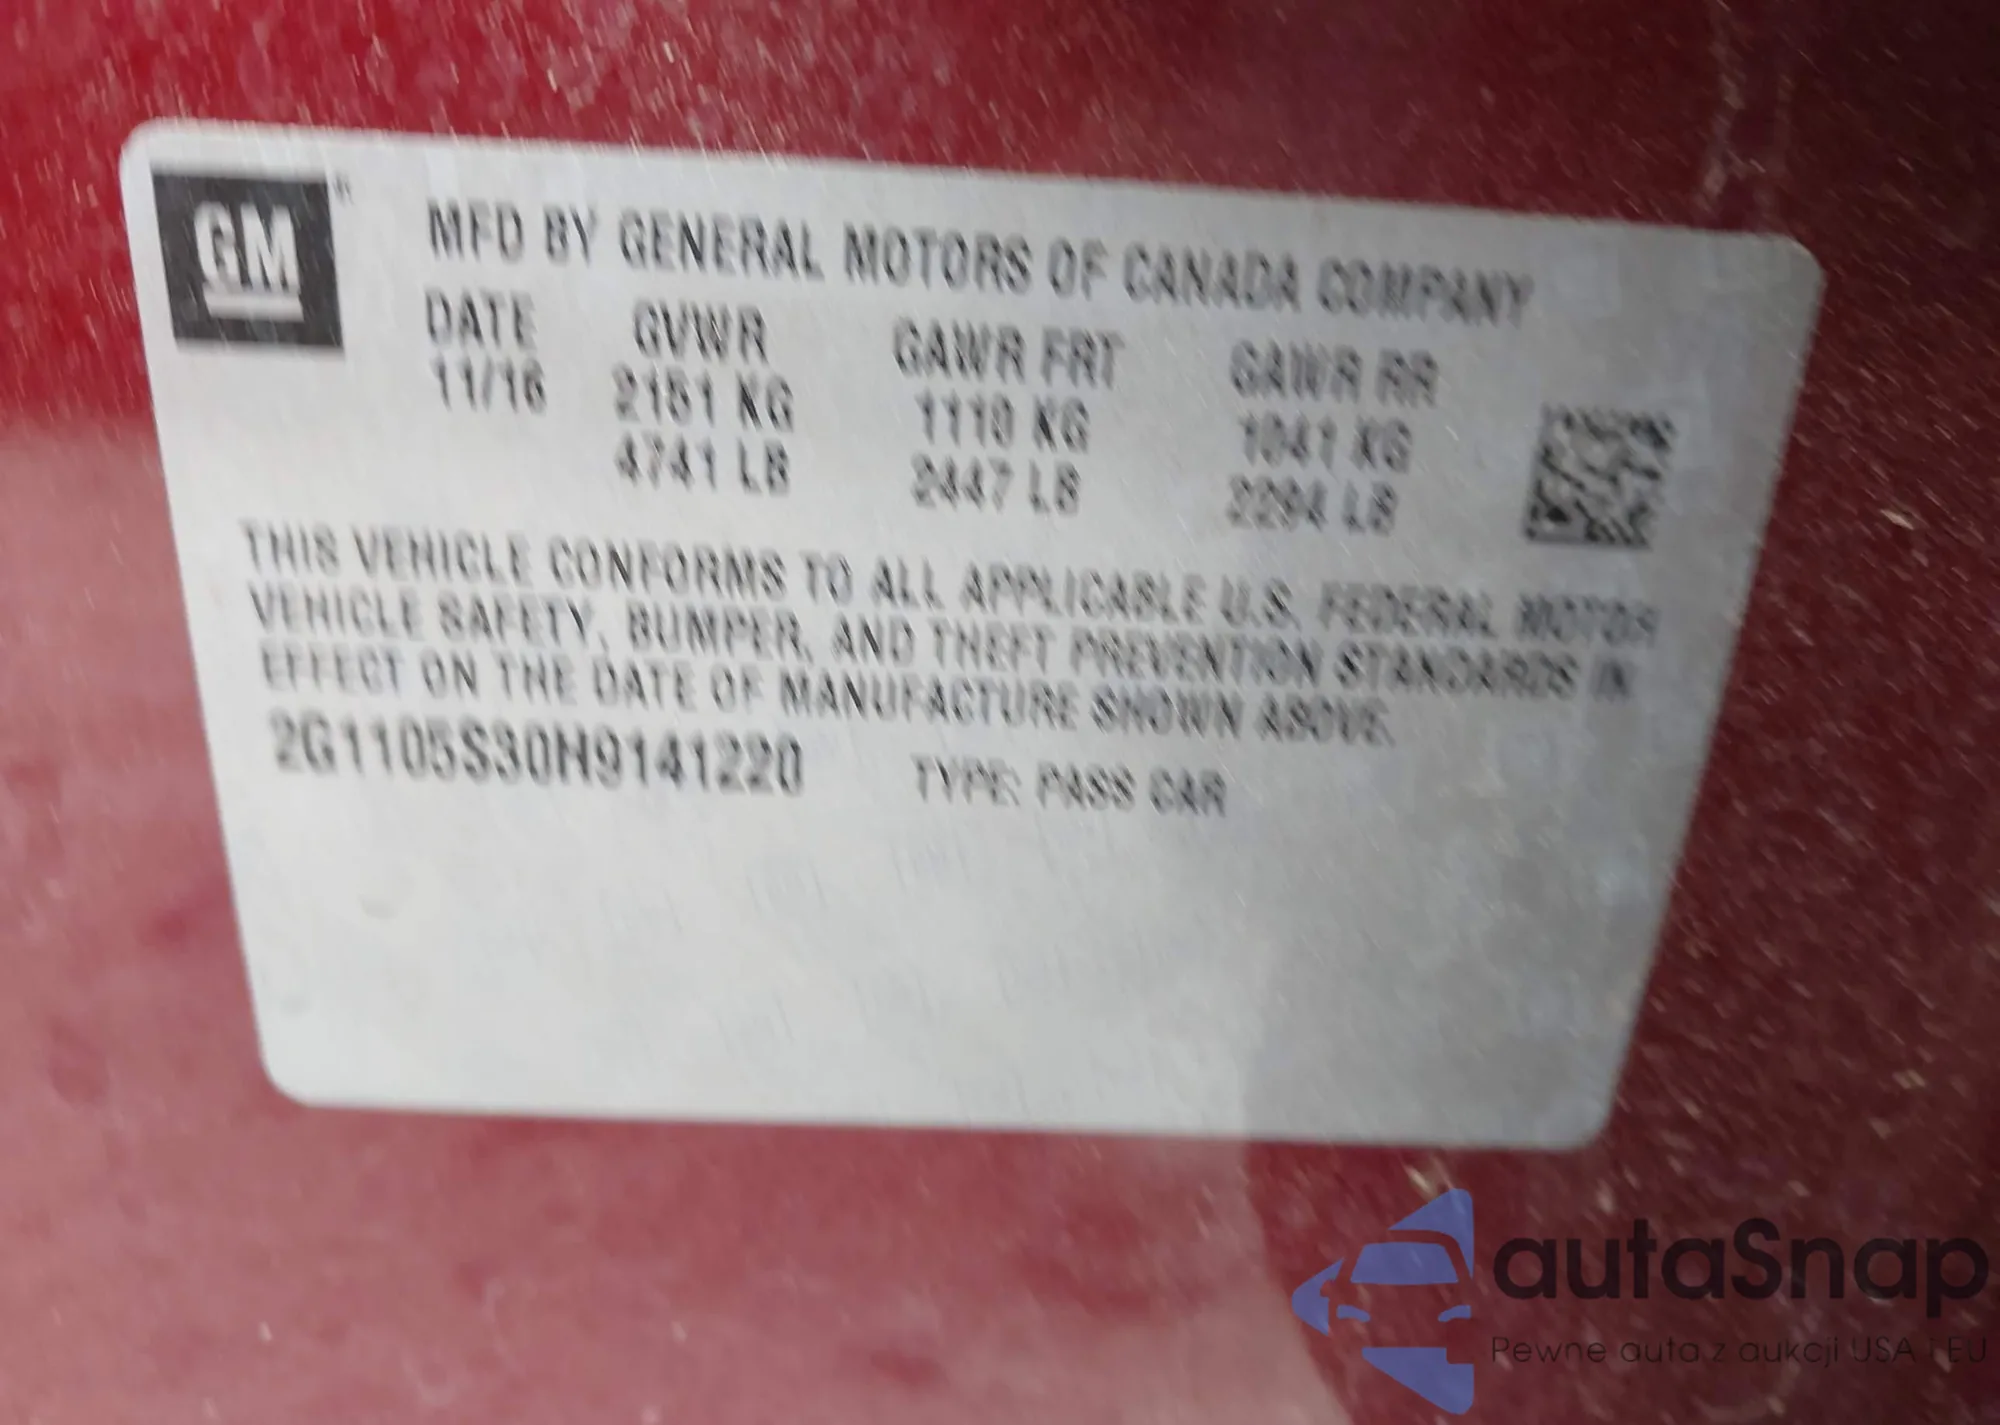 GM
MFD BY GENERAL MOTORS OF CANADA COMPANY
DATE GVWR GAWR FRT GAWR RR
11/16 2151 KG 1110 KG 1041 KG
4741 LB 2447 LB 2294 LB
THIS VEHICLE CONFORMS TO ALL APPLICABLE U.S. FEDERAL MOTOR
VEHICLE SAFETY, BUMPER, AND THEFT PREVENTION STANDARDS IN
EFFECT ON THE DATE OF MANUFACTURE SHOWN ABOVE.
2G1105S30H9141220 TYPE: PASS CAR
autaSnap
Pewne auta z aukcji USA i EU